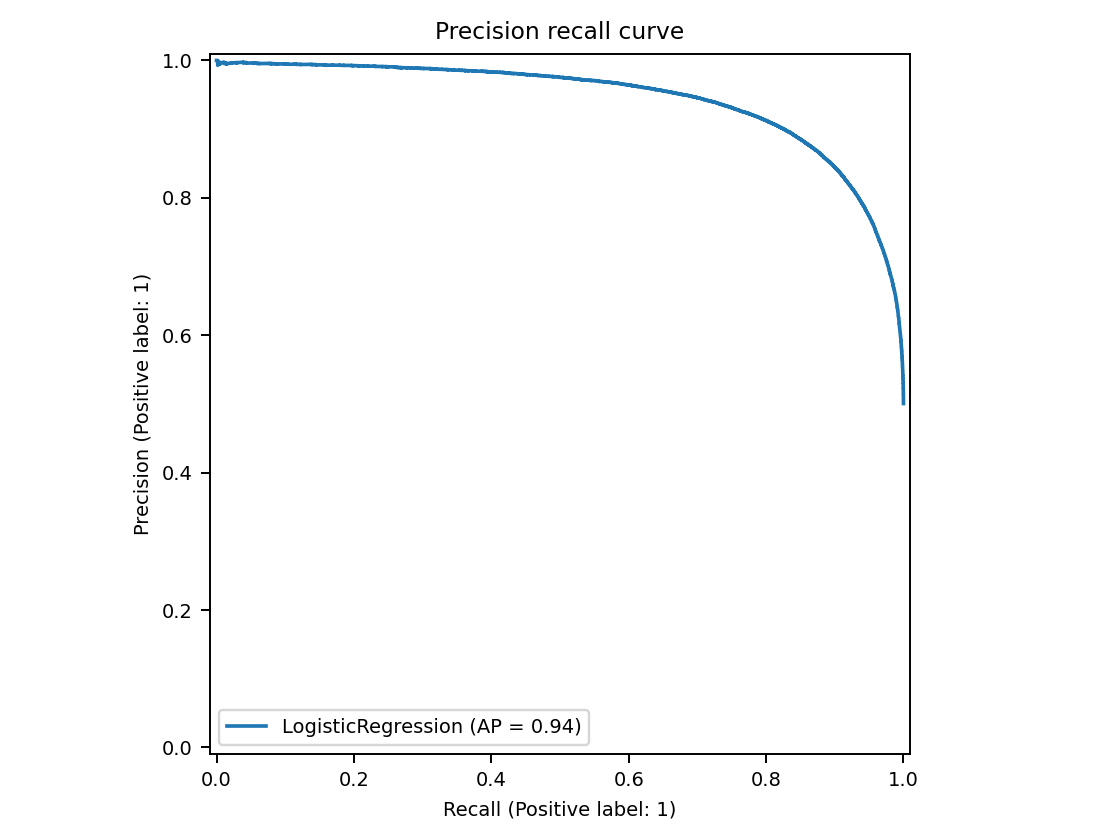 Precision recall curve
1.0
0.8
0.6
0.4
0.2
0.0
Precision (Positive label: 1)
LogisticRegression (AP = 0.94)
0.0 0.2 0.4 0.6 0.8 1.0
Recall (Positive label: 1)